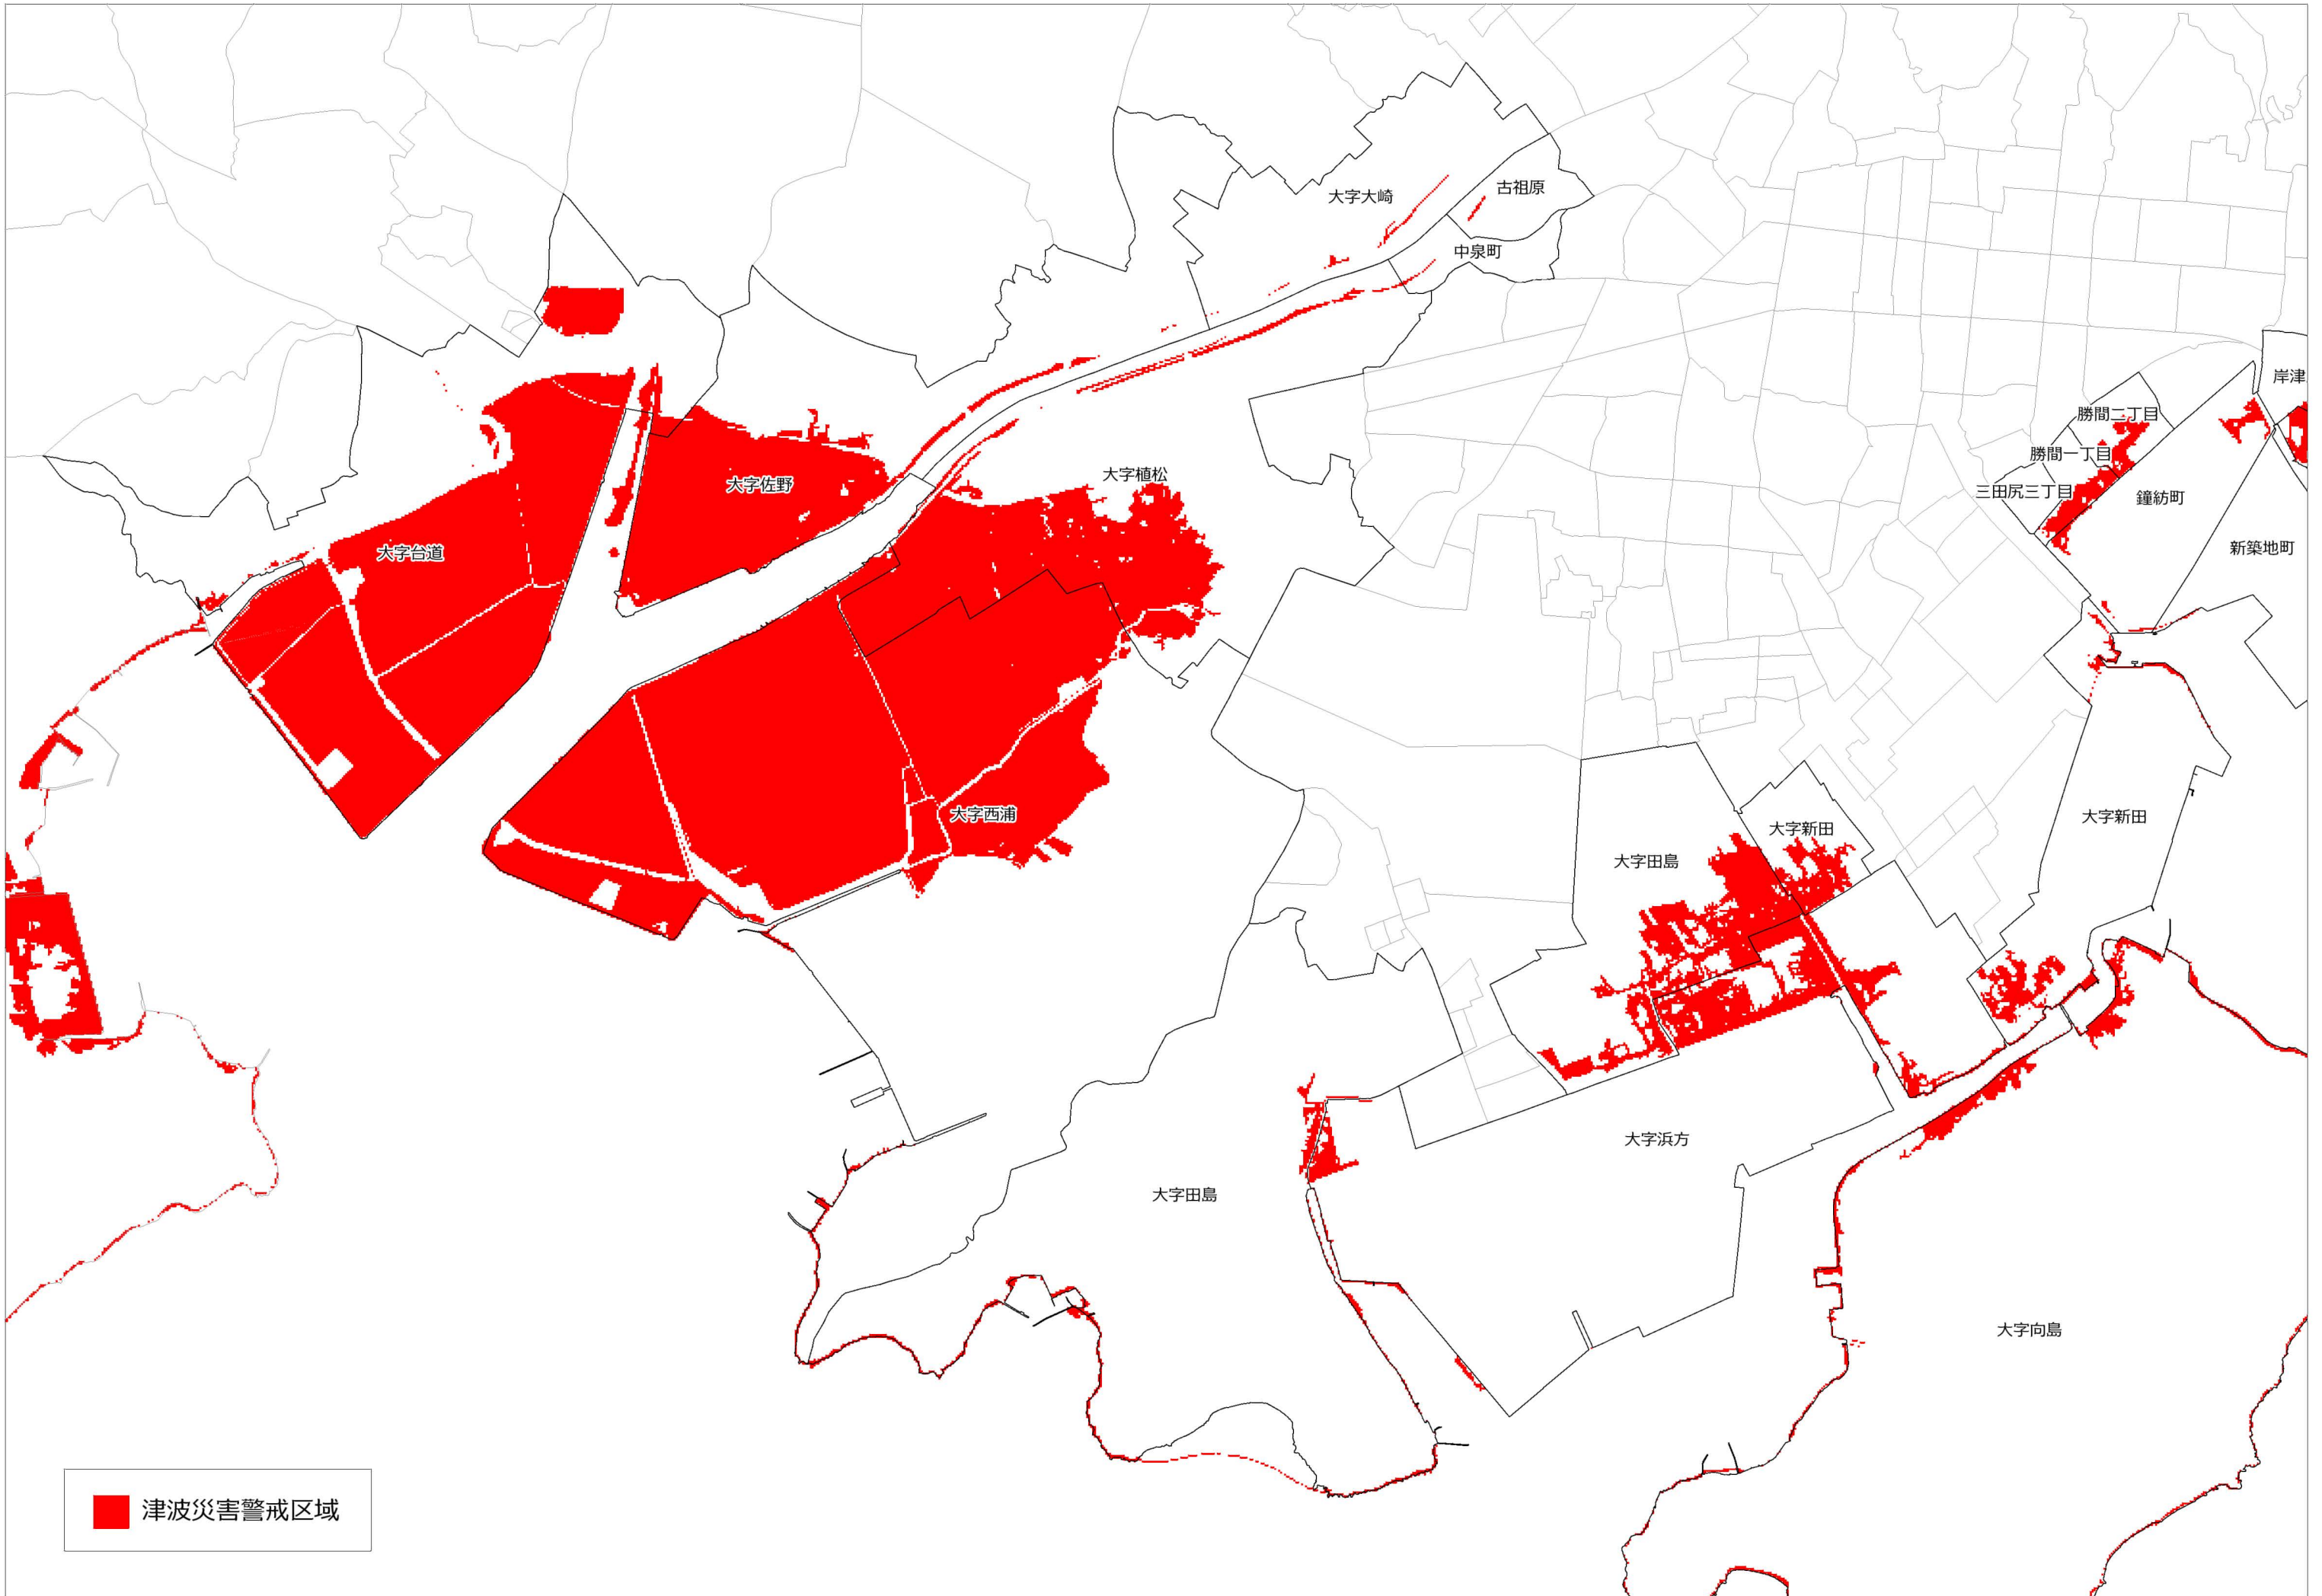 大字大崎
古祖原
中泉町
岸津
勝間二丁目
勝間一丁目
大字植松
大字佐野
三田尻三丁目
鐘紡町
大字台道
新築地町
大字西浦
大字新田
大字新田
大字田島
大字浜方
大字田島
大字向島
津波災害警戒区域